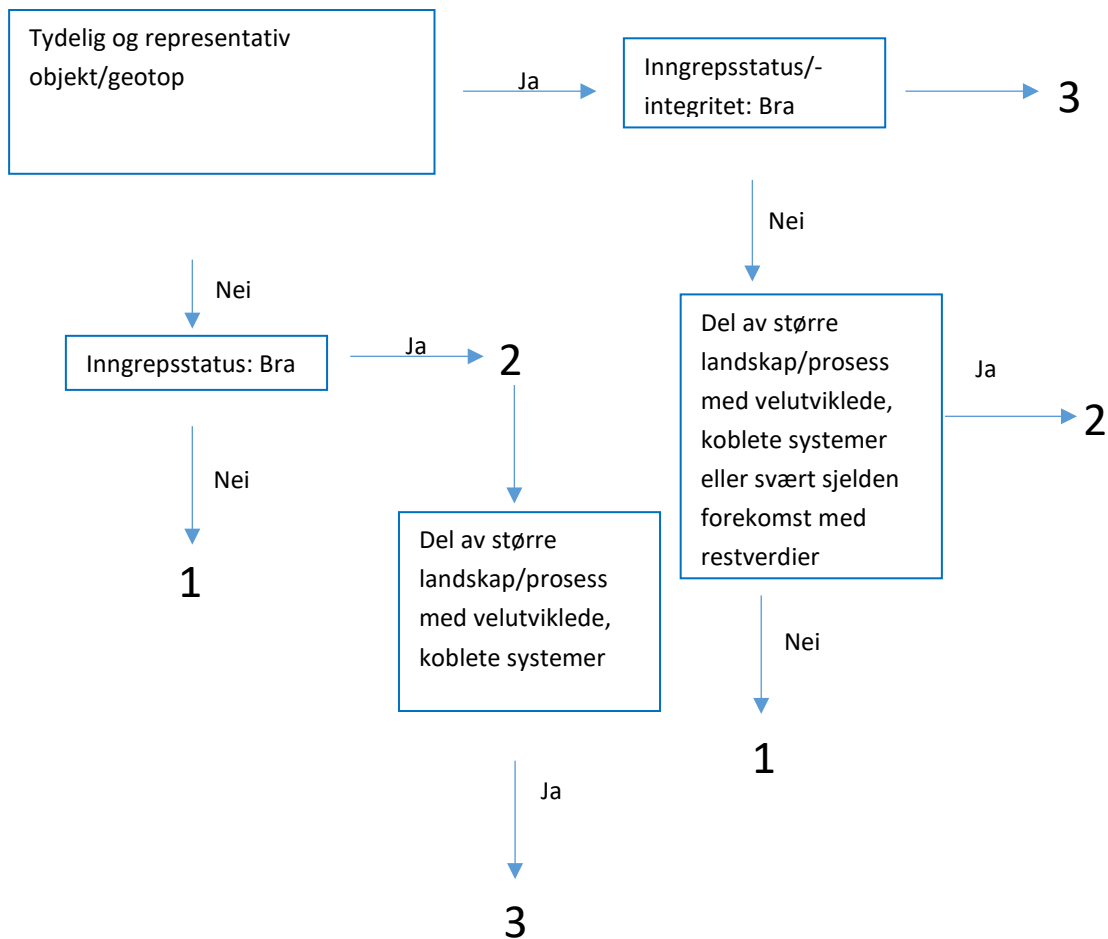 Tydelig og representativ
objekt/geotop
Ja
Inngrepsstatus/-
integritet: Bra
3
Nei
Nei
Inngrepsstatus: Bra
Ja
2
Del av større
landskap/prosess
med velutviklede,
koblete systemer
eller svært sjelden
forekomst med
restverdier
Ja
2
Nei
1
Del av større
landskap/prosess
med velutviklede,
koblete systemer
Nei
1
Ja
3